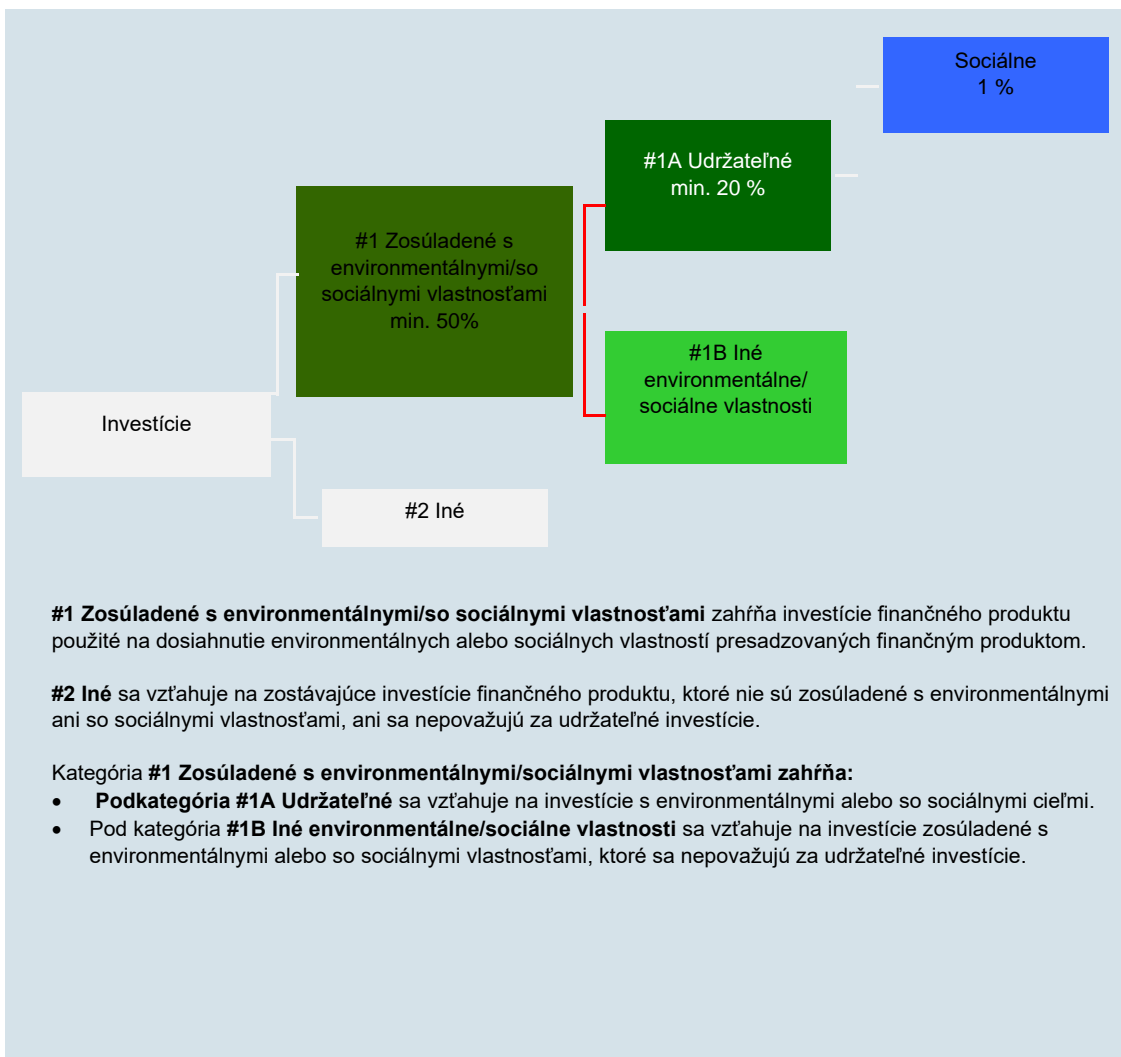 Sociálne
1 %
#1A Udržateľné
min. 20 %
#1 Zosúladené s
environmentálnymi/so
sociálnymi vlastnosťami
min. 50%
#1B Iné
environmentálne/
sociálne vlastnosti
Investície
#2 Iné
#1 Zosúladené s environmentálnymi/so sociálnymi vlastnosťami zahŕňa investície finančného produktu
použité na dosiahnutie environmentálnych alebo sociálnych vlastností presadzovaných finančným produktom.
#2 Iné sa vzťahuje na zostávajúce investície finančného produktu, ktoré nie sú zosúladené s environmentálnymi
ani so sociálnymi vlastnosťami, ani sa nepovažujú za udržateľné investície.
Kategória #1 Zosúladené s environmentálnymi/sociálnymi vlastnosťami zahŕňa:
• Podkategória #1A Udržateľné sa vzťahuje na investície s environmentálnymi alebo so sociálnymi cieľmi.
• Pod kategória #1B Iné environmentálne/sociálne vlastnosti sa vzťahuje na investície zosúladené s
environmentálnymi alebo so sociálnymi vlastnosťami, ktoré sa nepovažujú za udržateľné investície.